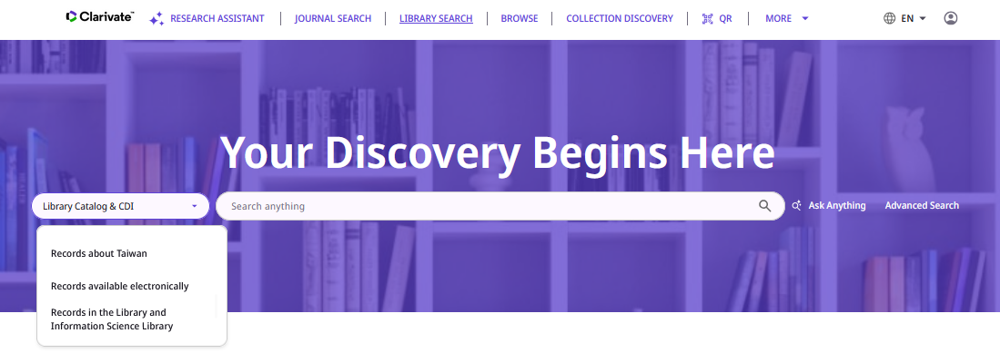 Clarivate™
RESEARCH ASSISTANT
JOURNAL SEARCH
LIBRARY SEARCH
BROWSE
COLLECTION DISCOVERY
QR
MORE
EN
Your Discovery Begins Here
Library Catalog & CDI
Search anything
Ask Anything
Advanced Search
Records about Taiwan
Records available electronically
Records in the Library and
Information Science Library